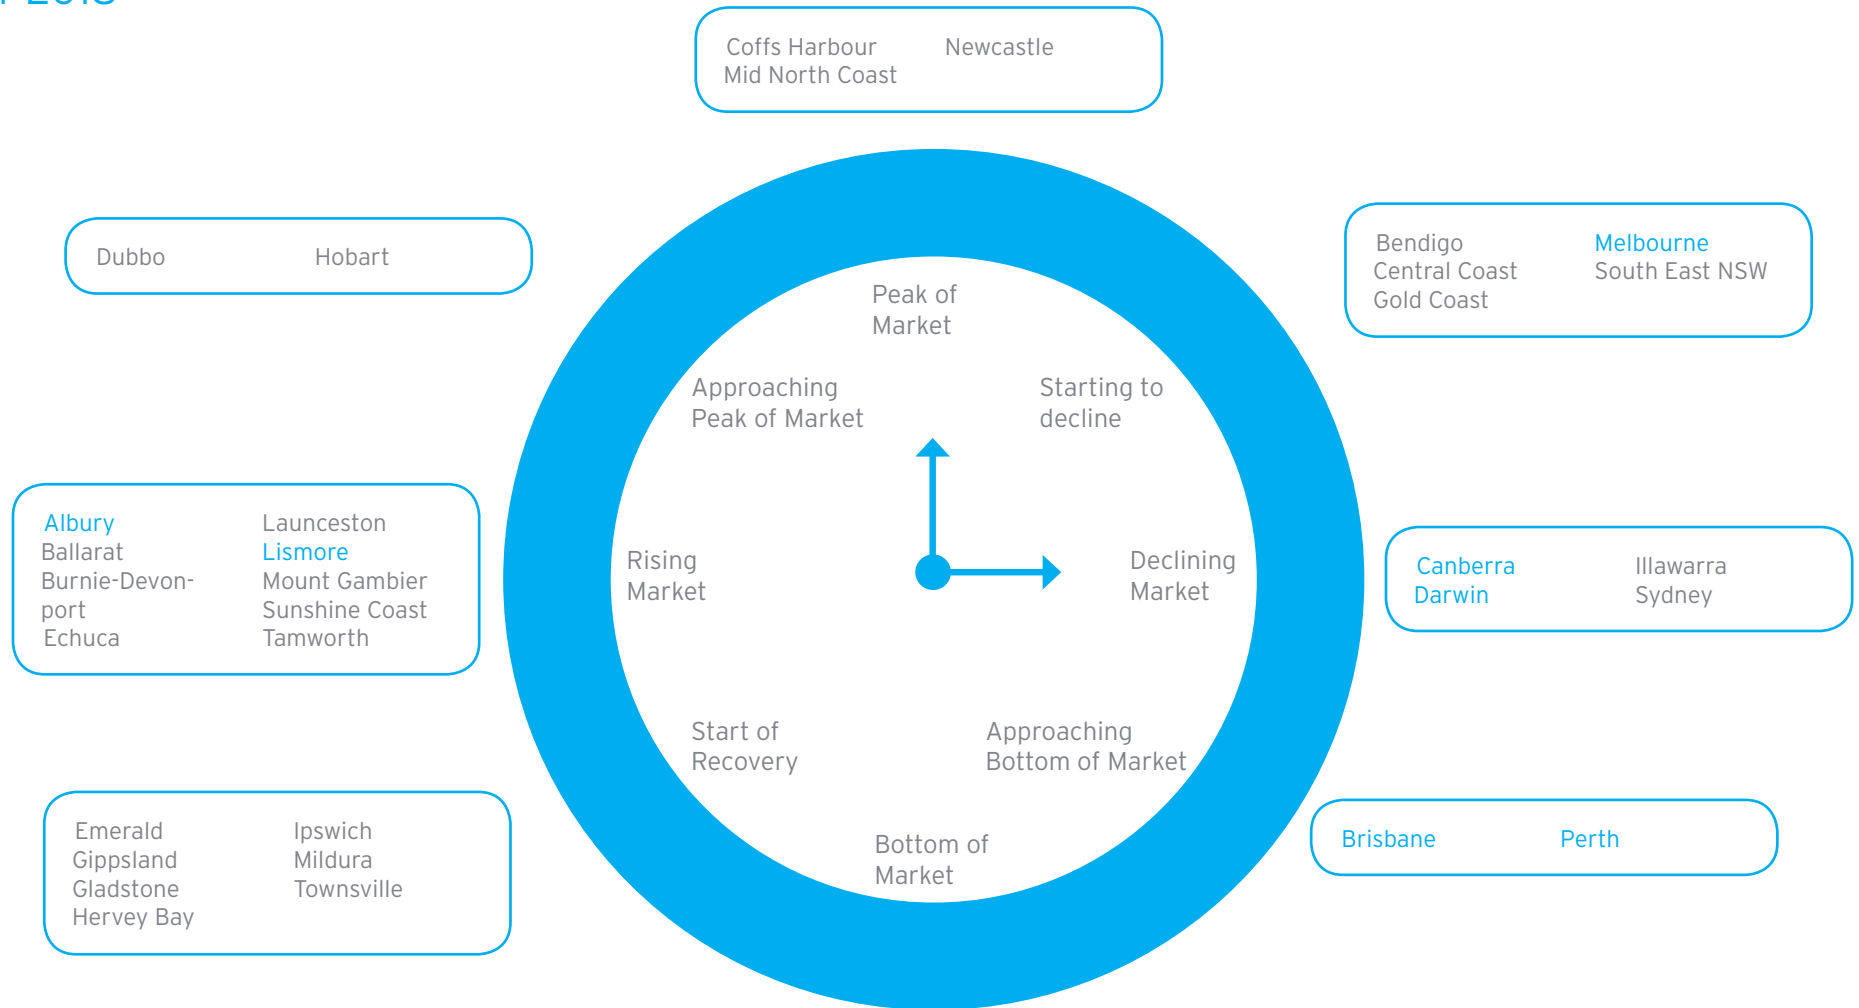 Coffs Harbour
Mid North Coast
Newcastle
Dubbo
Hobart
Bendigo
Central Coast
Gold Coast
Melbourne
South East NSW
Peak of
Market
Approaching
Peak of Market
Starting to
decline
Albury
Ballarat
Burnie-Devon-
port
Echuca
Launceston
Lismore
Mount Gambier
Sunshine Coast
Tamworth
Rising
Market
Declining
Market
Canberra
Darwin
Illawarra
Sydney
Start of
Recovery
Approaching
Bottom of Market
Emerald
Gippsland
Gladstone
Hervey Bay
Ipswich
Mildura
Townsville
Bottom of
Market
Brisbane
Perth